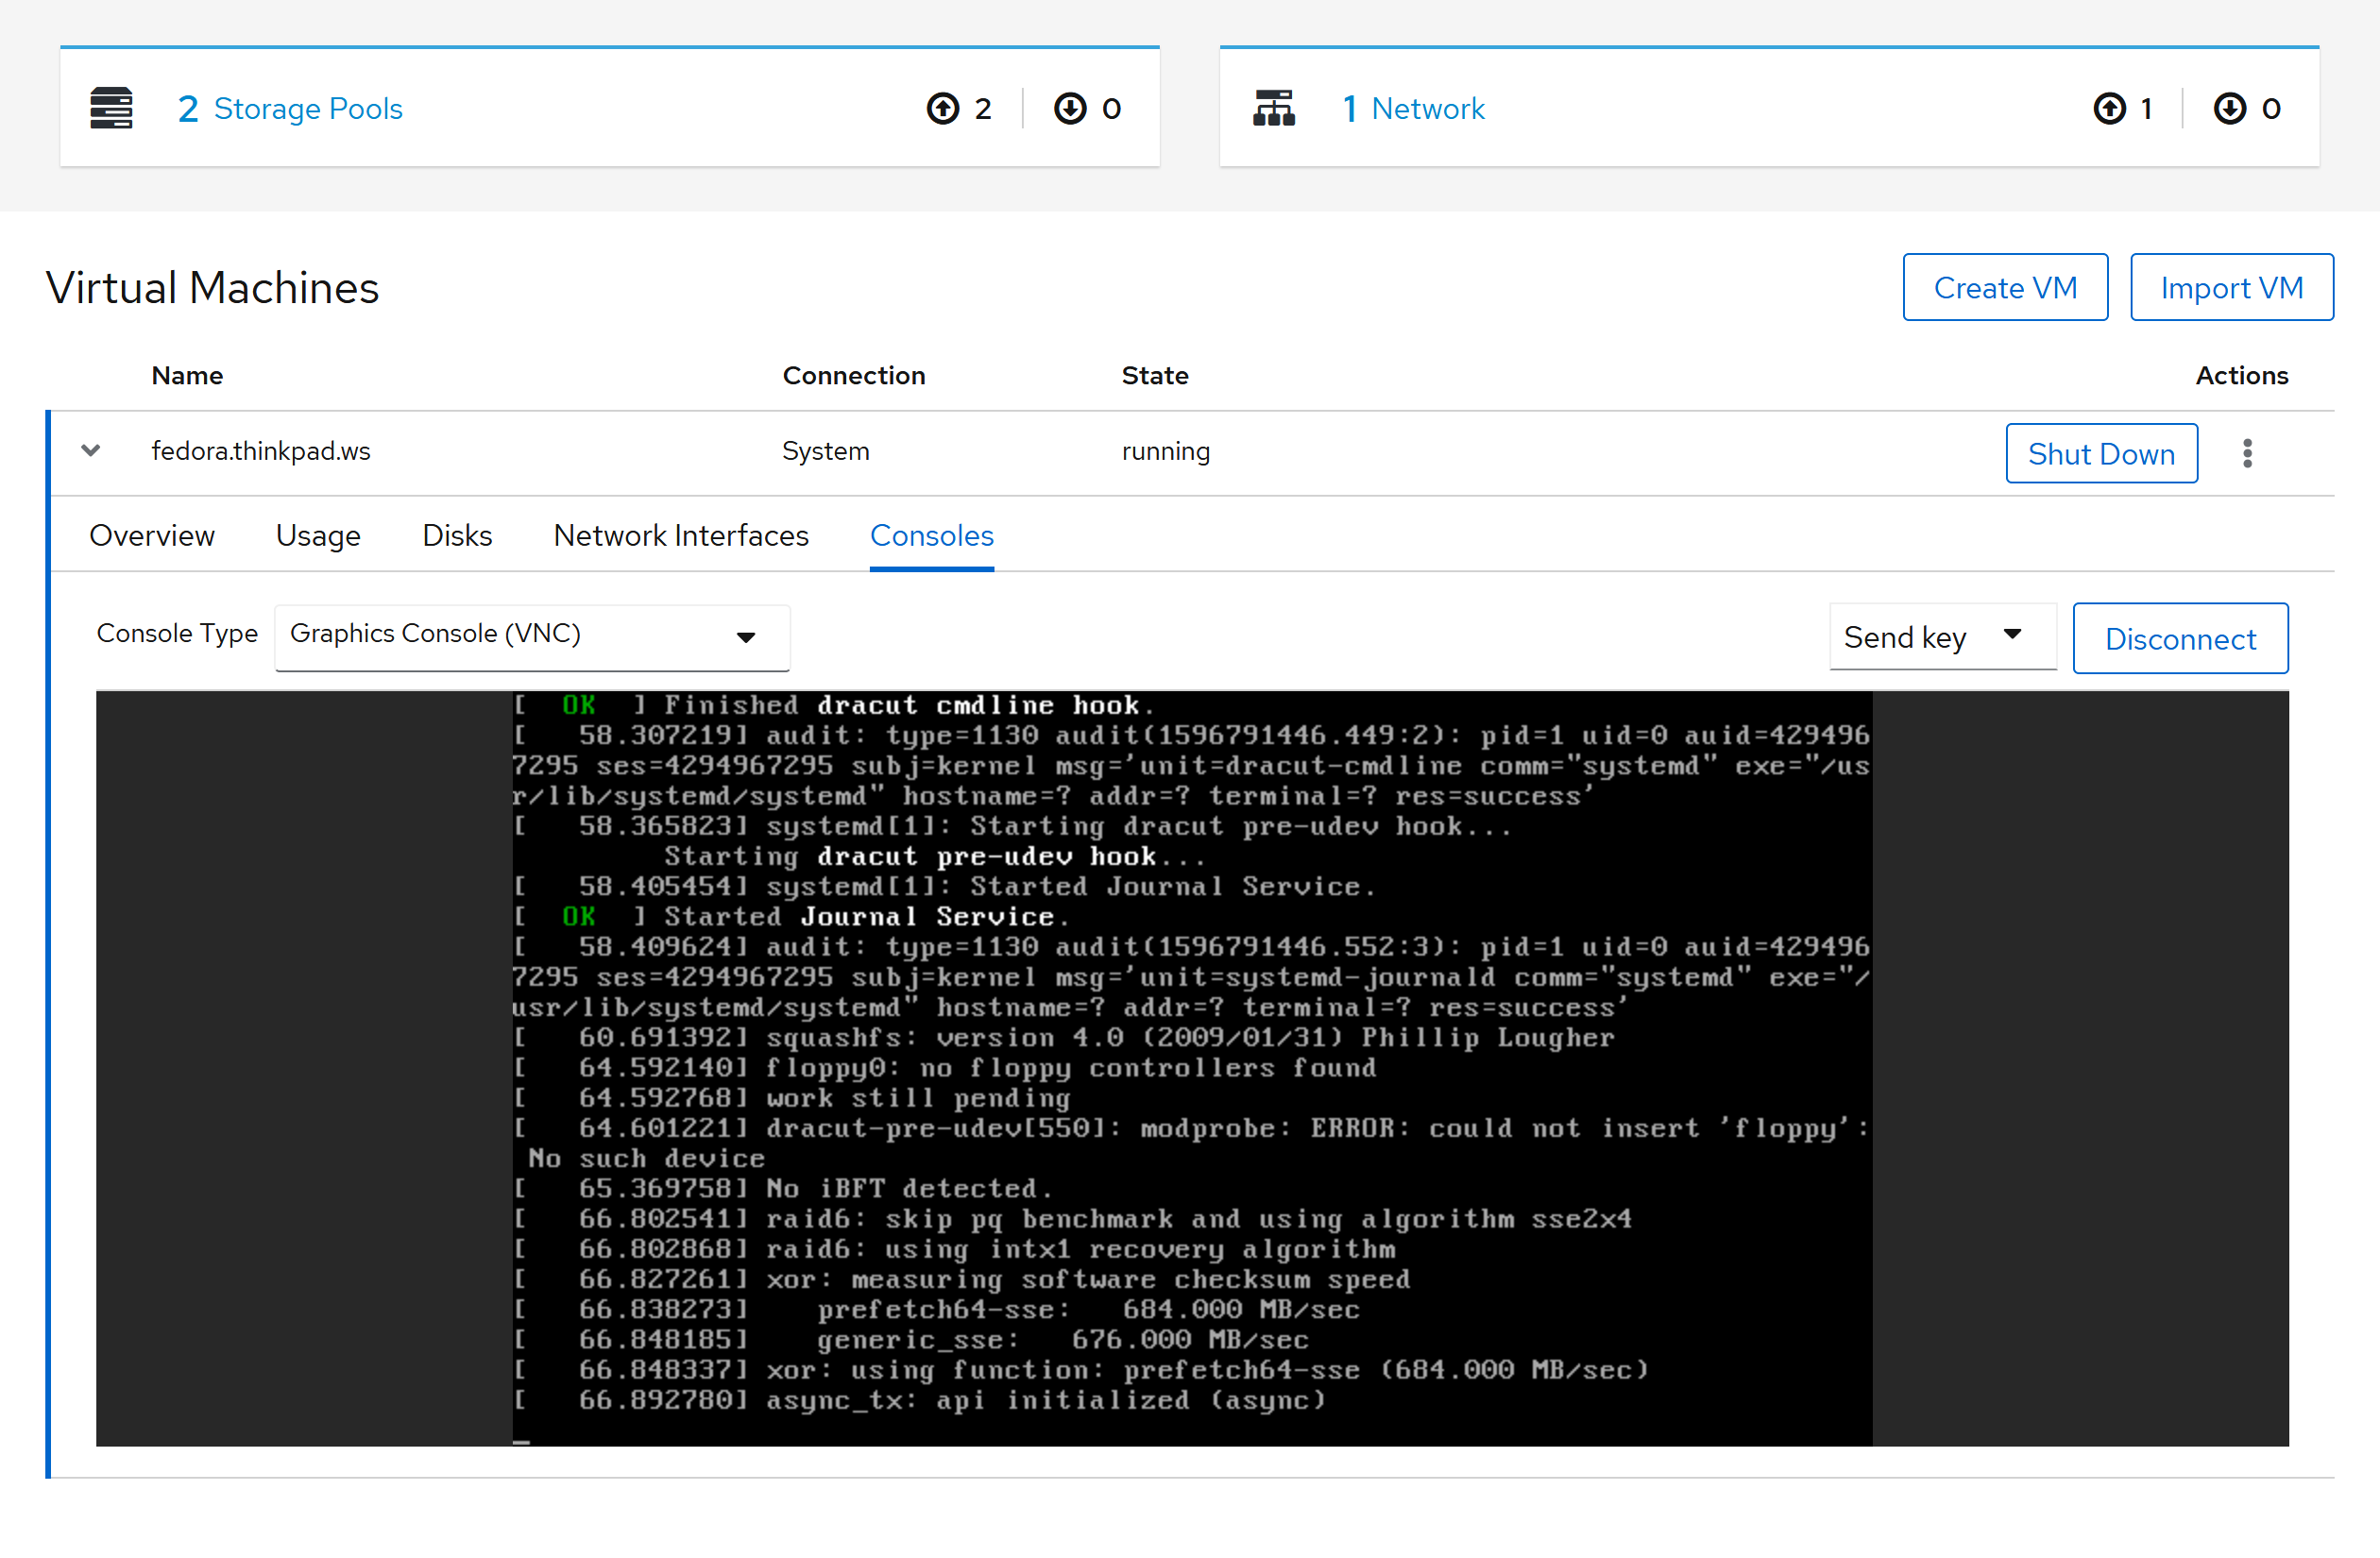 2 Storage Pools 2 0
1 Network 1 0
Virtual Machines
Create VM
Import VM
Name Connection State Actions
fedora.thinkpad.ws System running Shut Down
Overview Usage Disks Network Interfaces Consoles
Console Type Graphics Console (VNC) Send key Disconnect
[  OK  ] Finished dracut cmdline hook.
[   58.307219] audit: type=1130 audit(1596791446.449:2): pid=1 uid=0 auid=429496
7295 ses=4294967295 subj=kernel msg='unit=dracut-cmdline comm="systemd" exe="/us
r/lib/systemd/systemd" hostname=? addr=? terminal=? res=success'
[   58.365823] systemd[1]: Starting dracut pre-udev hook...
         Starting dracut pre-udev hook...
[   58.405454] systemd[1]: Started Journal Service.
[  OK  ] Started Journal Service.
[   58.409624] audit: type=1130 audit(1596791446.552:3): pid=1 uid=0 auid=429496
7295 ses=4294967295 subj=kernel msg='unit=systemd-journald comm="systemd" exe="/
usr/lib/systemd/systemd" hostname=? addr=? terminal=? res=success'
[   60.691392] squashfs: version 4.0 (2009/01/31) Phillip Lougher
[   64.592140] floppy0: no floppy controllers found
[   64.592768] work still pending
[   64.601221] dracut-pre-udev[550]: modprobe: ERROR: could not insert 'floppy':
 No such device
[   65.369758] No iBFT detected.
[   66.802541] raid6: skip pq benchmark and using algorithm sse2x4
[   66.802868] raid6: using intx1 recovery algorithm
[   66.827261] xor: measuring software checksum speed
[   66.838273]    prefetch64-sse:   684.000 MB/sec
[   66.848185]    generic_sse:   676.000 MB/sec
[   66.848337] xor: using function: prefetch64-sse (684.000 MB/sec)
[   66.892780] async_tx: api initialized (async)